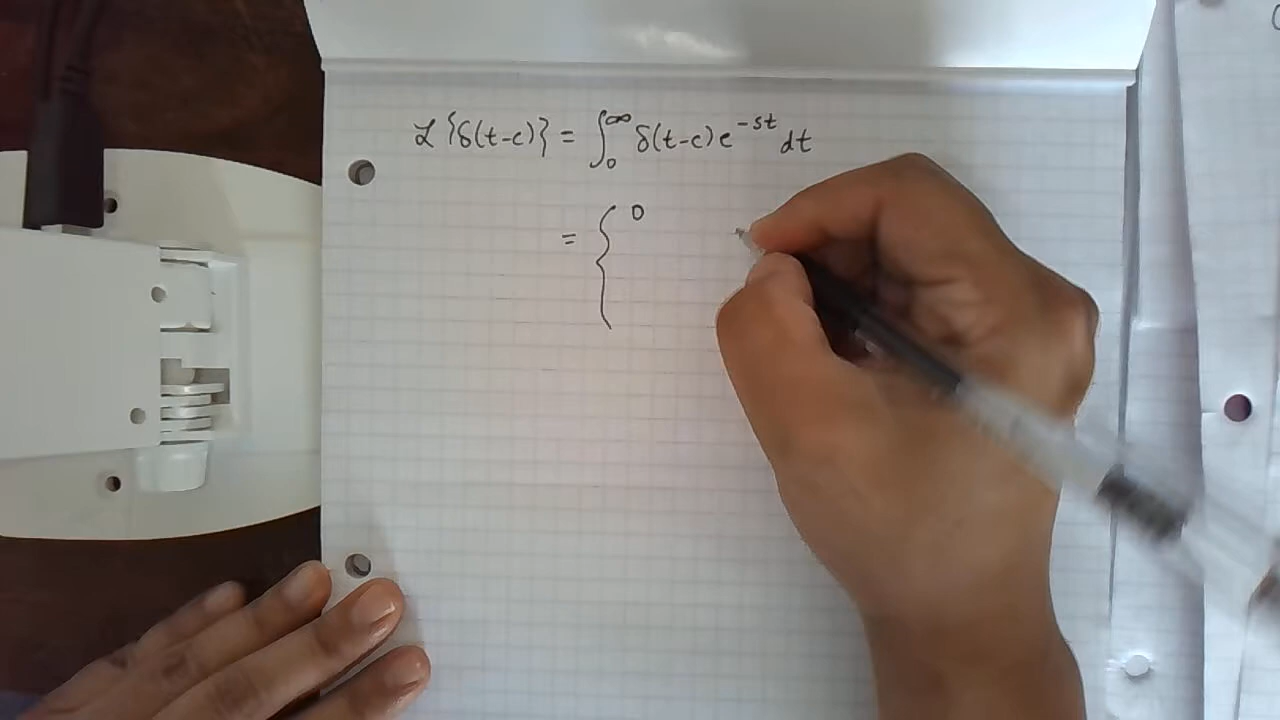 ℒ{δ(t-c)} = ∫₀^∞ δ(t-c)e^{-st} dt
= { 0